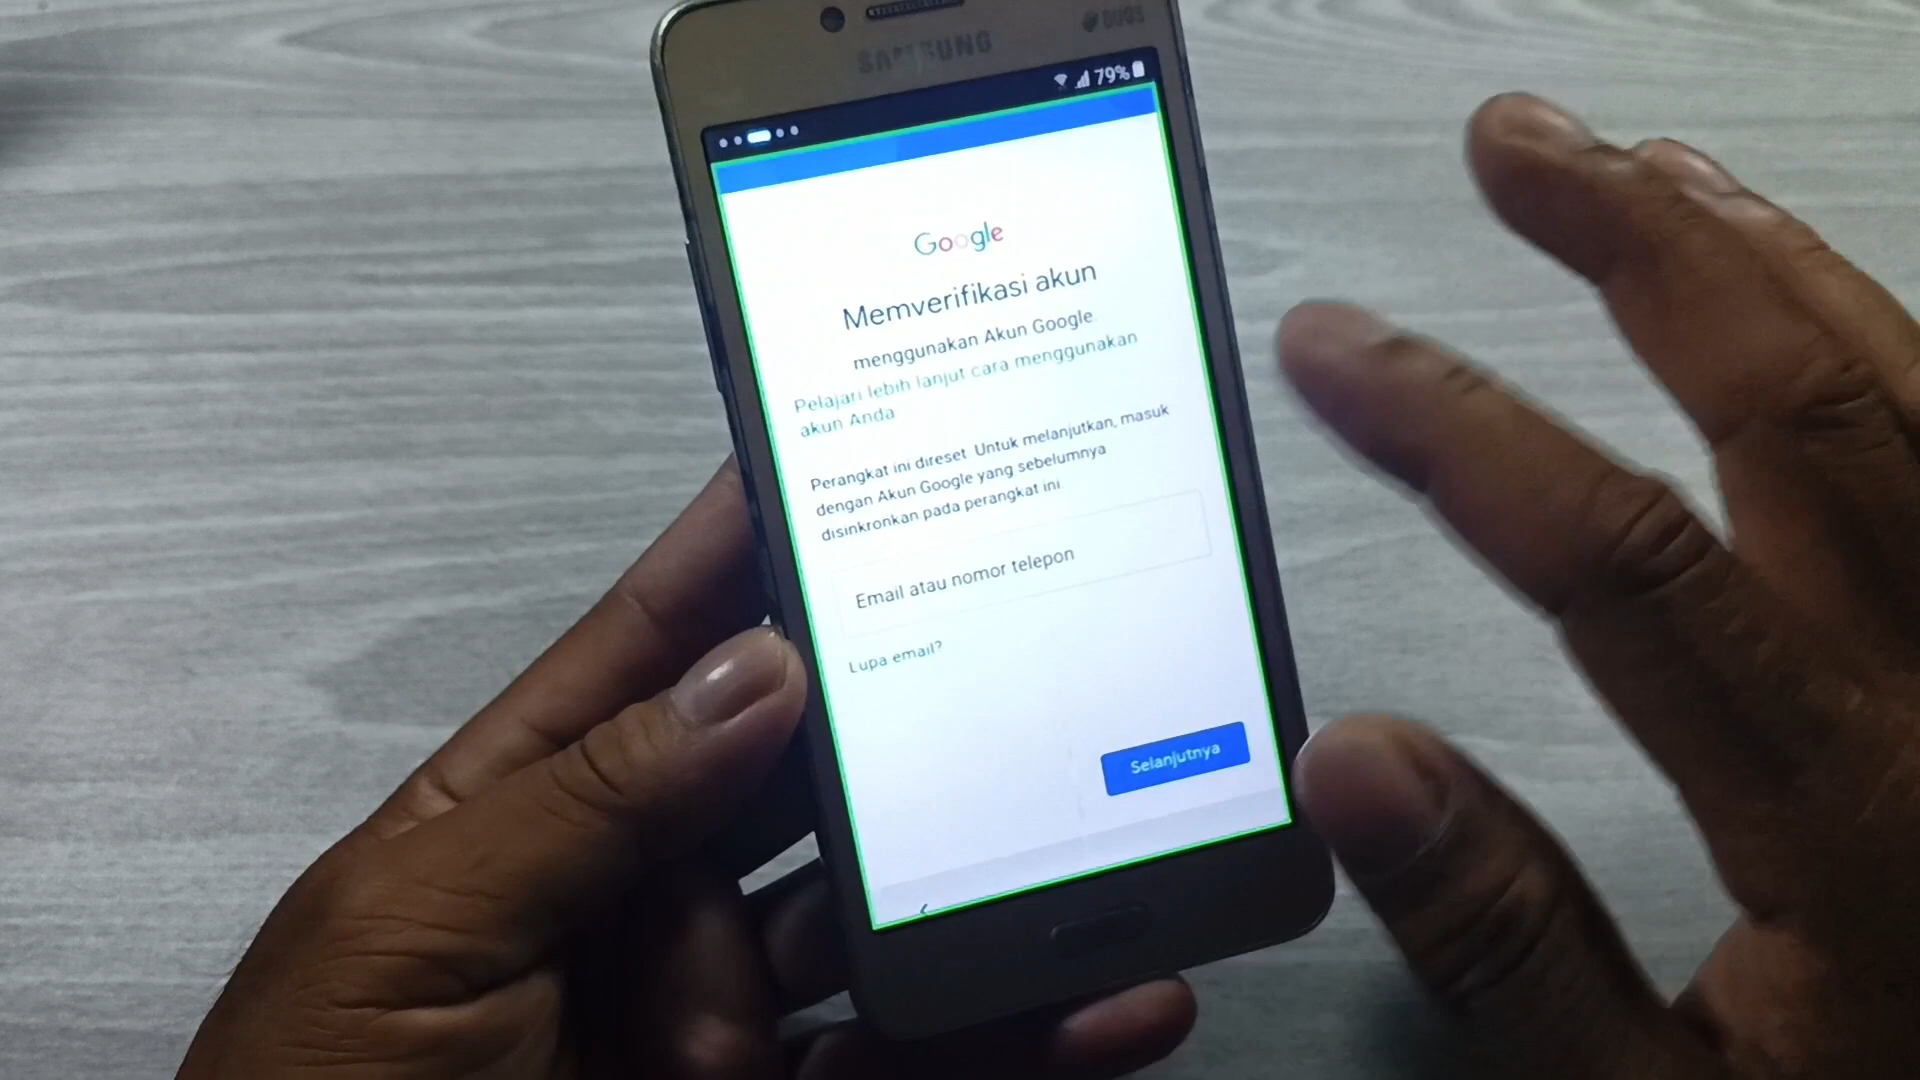 SAMSUNG
DUOS
79%
Google
Memverifikasi akun
menggunakan Akun Google.
Pelajari lebih lanjut cara menggunakan
akun Anda
Perangkat ini direset. Untuk melanjutkan, masuk
dengan Akun Google yang sebelumnya
disinkronkan pada perangkat ini.
Email atau nomor telepon
Lupa email?
Selanjutnya